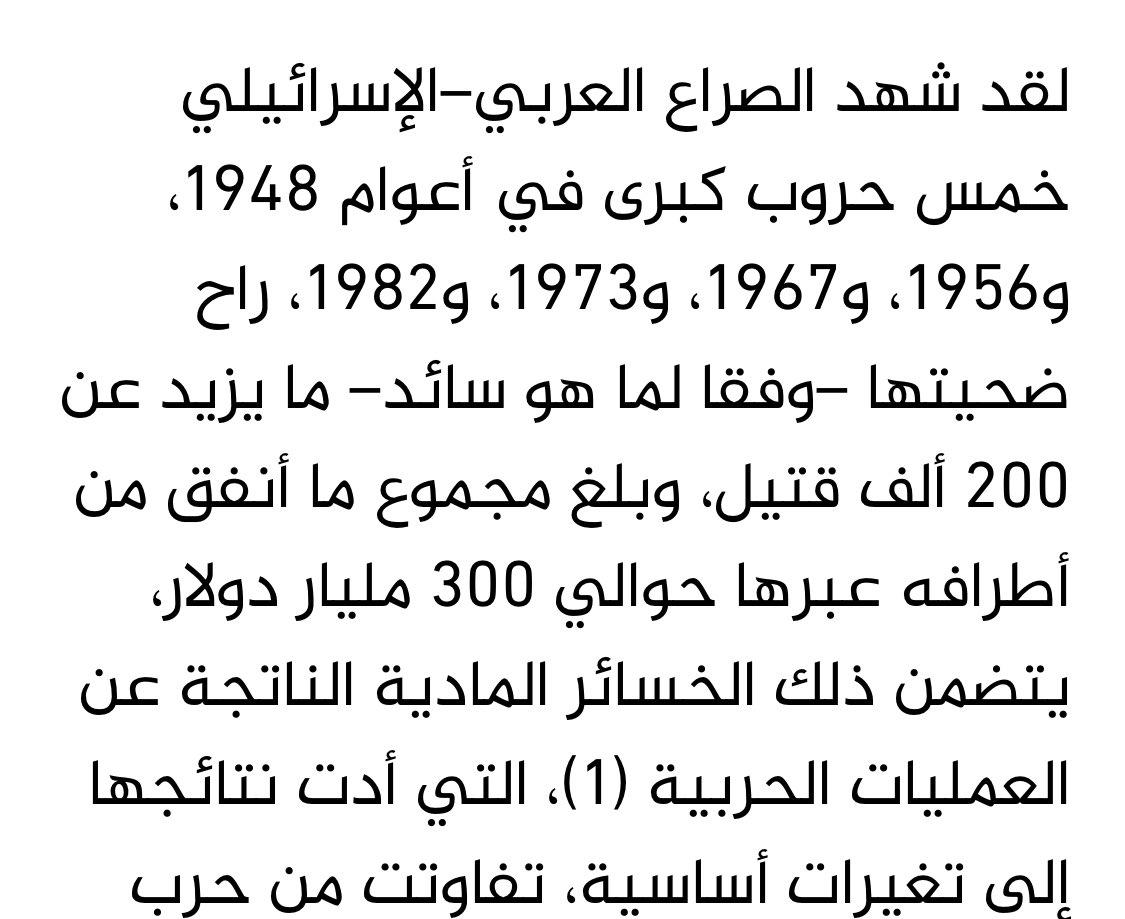 لقد شهد الصراع العربي–الإسرائيلي
خمس حروب كبرى في أعوام 1948،
و1956، و1967، و1973، و1982، راح
ضحيتها –وفقا لما هو سائد– ما يزيد عن
200 ألف قتيل، وبلغ مجموع ما أنفق من
أطرافه عبرها حوالي 300 مليار دولار،
يتضمن ذلك الخسائر المادية الناتجة عن
العمليات الحربية (1)، التي أدت نتائجها
إلى تغيرات أساسية، تفاوتت من حرب